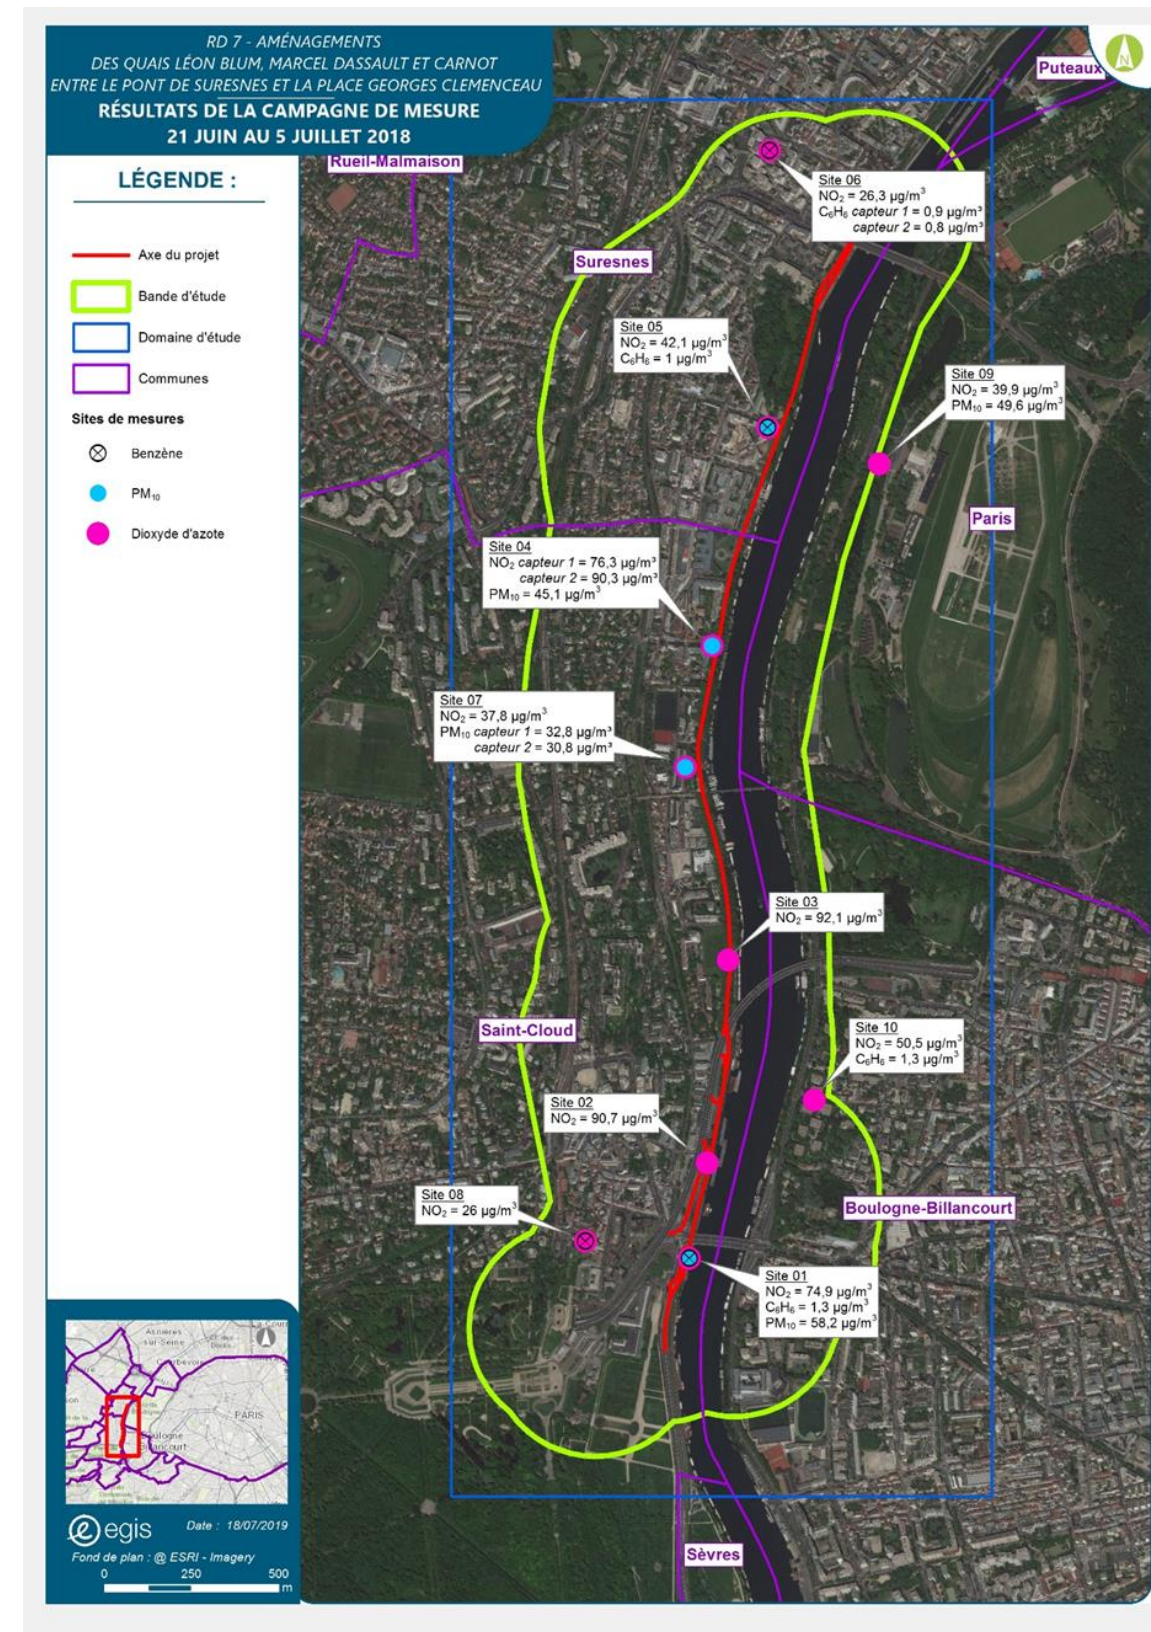 RD 7 - AMÉNAGEMENTS
DES QUAIS LÉON BLUM, MARCEL DASSAULT ET CARNOT
ENTRE LE PONT DE SURESNES ET LA PLACE GEORGES CLEMENCEAU
RÉSULTATS DE LA CAMPAGNE DE MESURE
21 JUIN AU 5 JUILLET 2018
LÉGENDE :
Axe du projet
Bande d'étude
Domaine d'étude
Communes
Sites de mesures
Benzène
PM₁₀
Dioxyde d'azote
N
Puteaux
Rueil-Malmaison
Site 06
NO₂ = 26,3 µg/m³
C₆H₆ capteur 1 = 0,9 µg/m³
capteur 2 = 0,8 µg/m³
Suresnes
Site 05
NO₂ = 42,1 µg/m³
C₆H₆ = 1 µg/m³
Site 09
NO₂ = 39,9 µg/m³
PM₁₀ = 49,6 µg/m³
Paris
Site 04
NO₂ capteur 1 = 76,3 µg/m³
capteur 2 = 90,3 µg/m³
PM₁₀ = 45,1 µg/m³
Site 07
NO₂ = 37,8 µg/m³
PM₁₀ capteur 1 = 32,8 µg/m³
capteur 2 = 30,8 µg/m³
Site 03
NO₂ = 92,1 µg/m³
Saint-Cloud
Site 10
NO₂ = 50,5 µg/m³
C₆H₆ = 1,3 µg/m³
Site 02
NO₂ = 90,7 µg/m³
Site 08
NO₂ = 26 µg/m³
Boulogne-Billancourt
Site 01
NO₂ = 74,9 µg/m³
C₆H₆ = 1,3 µg/m³
PM₁₀ = 58,2 µg/m³
Sèvres
Asnières
sur-Seine
Courbevoie
PARIS
Boulogne
Billancourt
egis
Date : 18/07/2019
Fond de plan : @ ESRI - Imagery
0 250 500
m